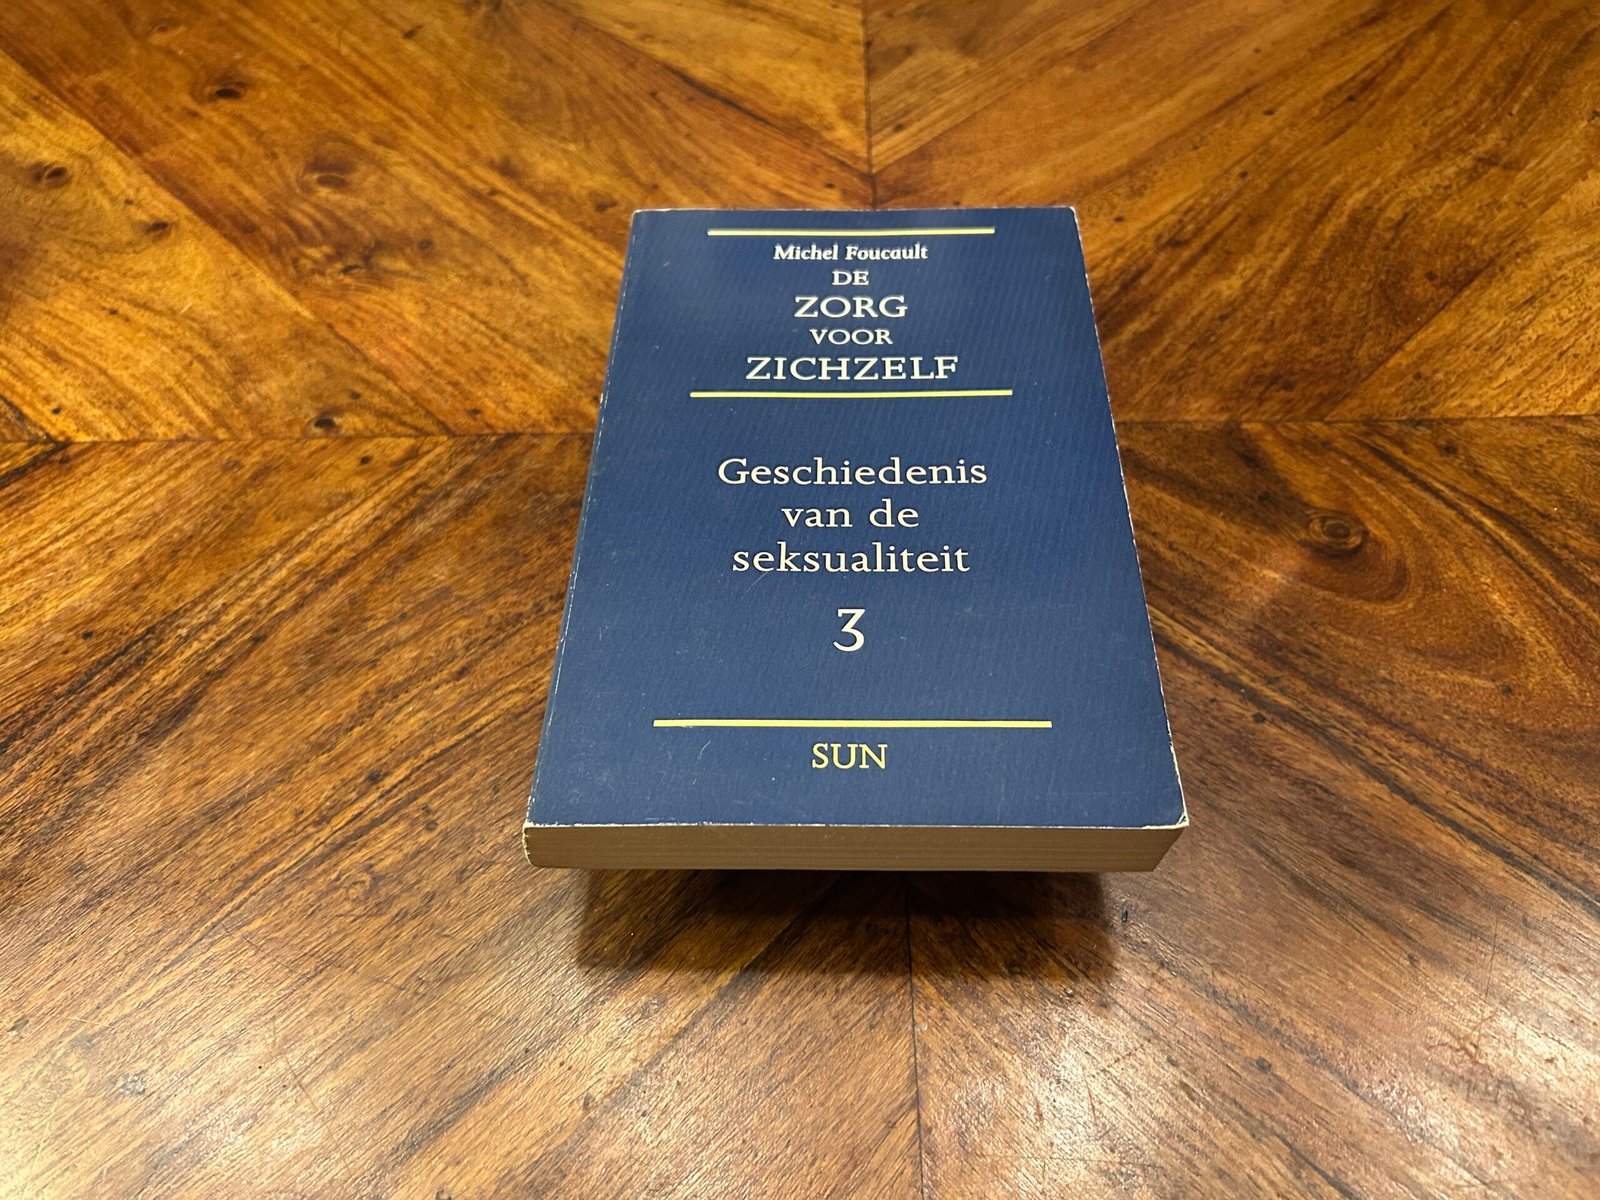 Michel Foucault
DE
ZORG
VOOR
ZICHZELF
Geschiedenis
van de
seksualiteit
3
SUN